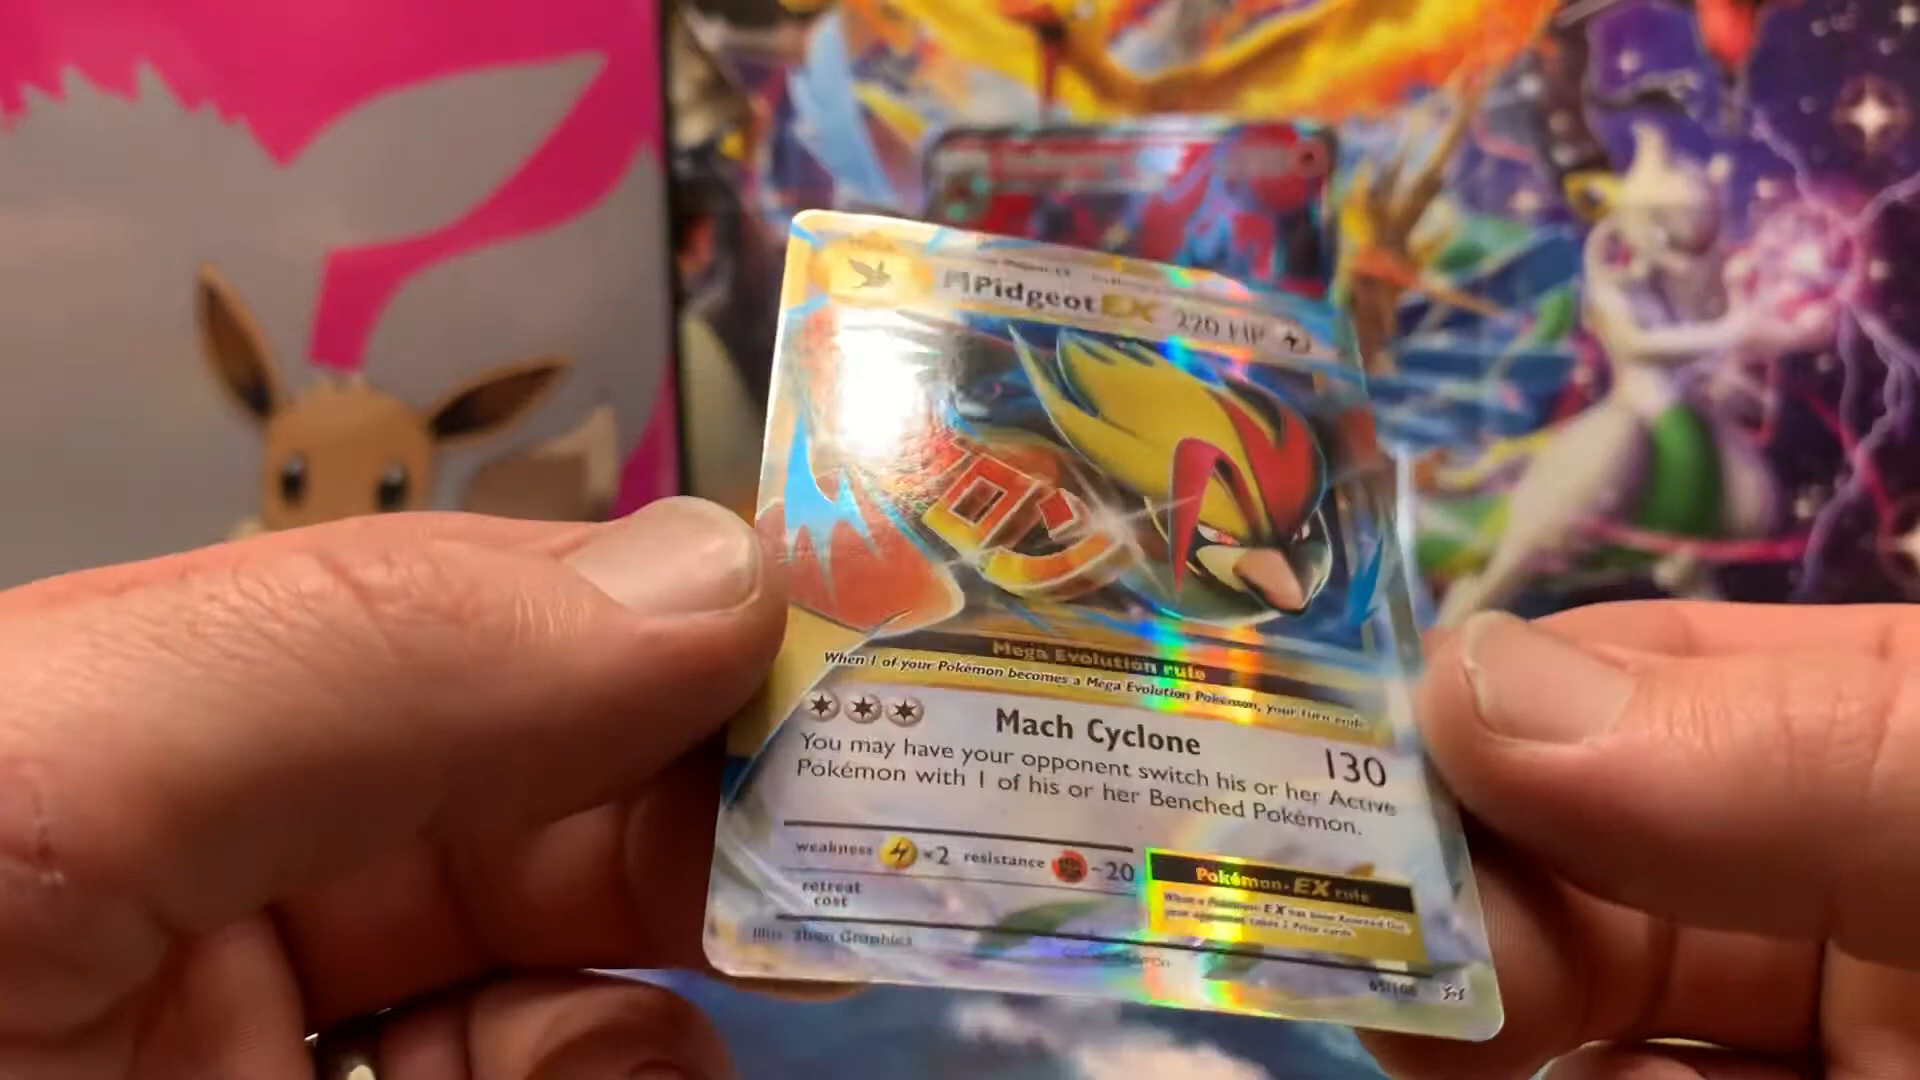 MPidgeot EX 220 HP
Mega Evolution rule
When 1 of your Pokémon becomes a Mega Evolution Pokémon, your turn ends.
Mach Cyclone 130
You may have your opponent switch his or her Active
Pokémon with 1 of his or her Benched Pokémon.
weakness ×2 resistance -20
retreat
cost
Pokémon-EX rule
When a Pokémon-EX has been Knocked Out,
your opponent takes 2 Prize cards.
Illus. 5ban Graphics
65/108